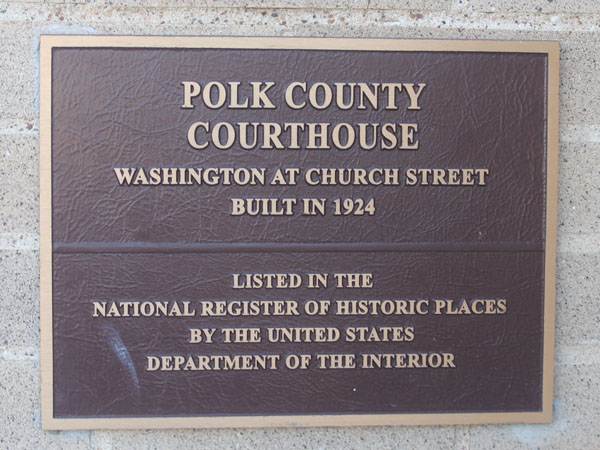 POLK COUNTY
COURTHOUSE
WASHINGTON AT CHURCH STREET
BUILT IN 1924
LISTED IN THE
NATIONAL REGISTER OF HISTORIC PLACES
BY THE UNITED STATES
DEPARTMENT OF THE INTERIOR